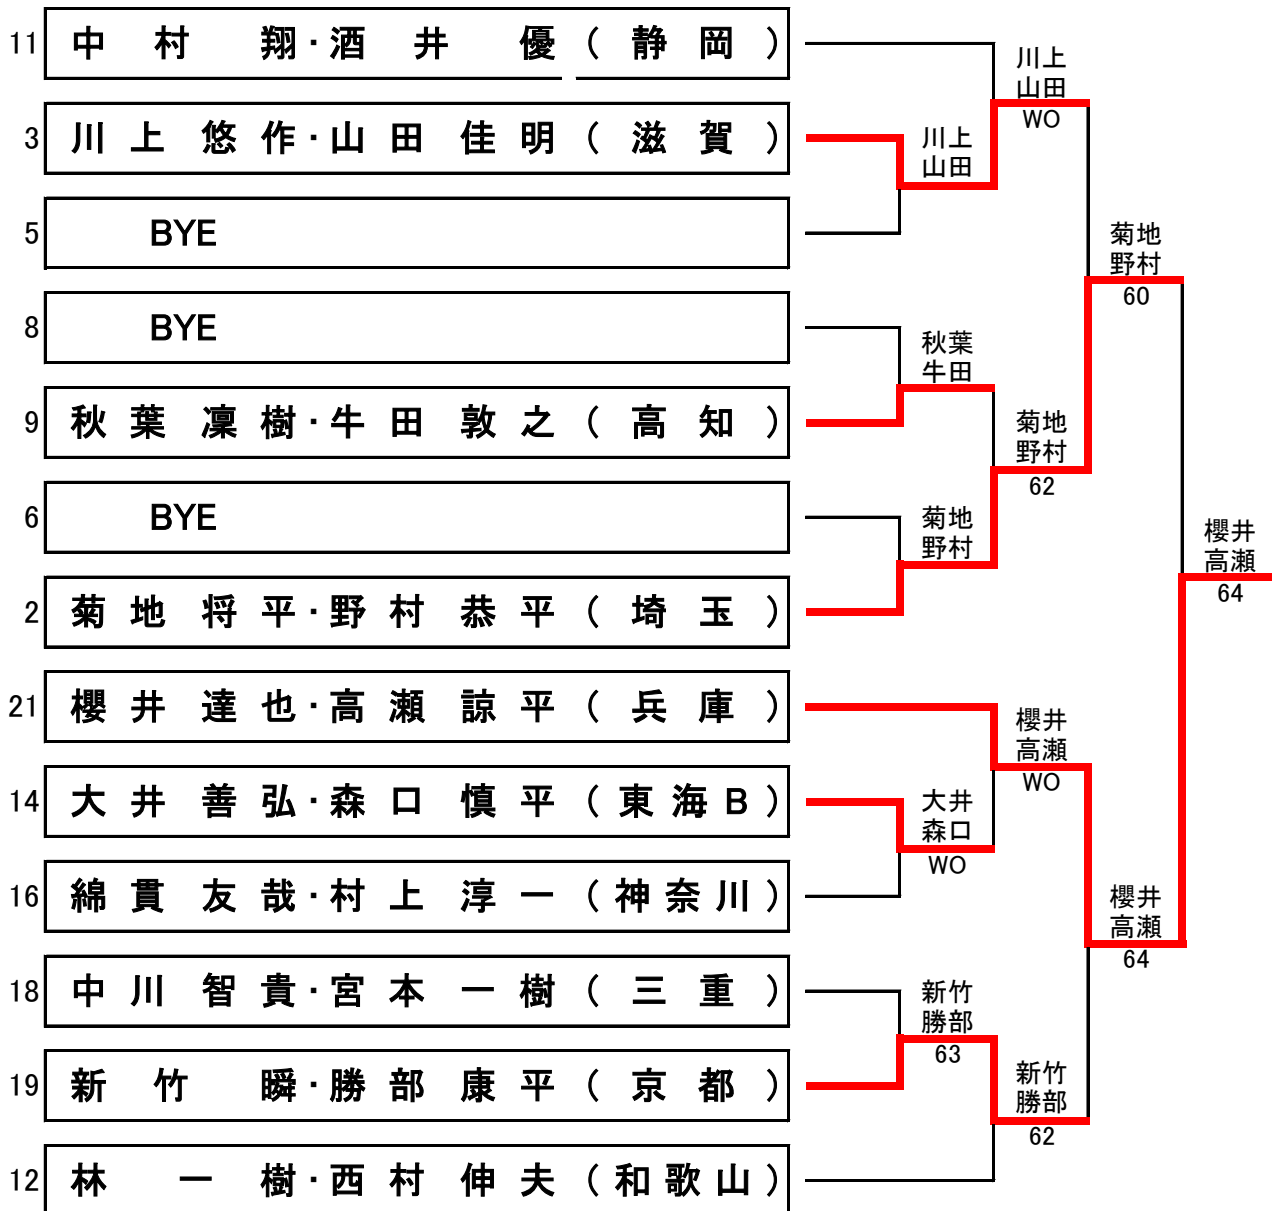 11 中村 翔・酒井 優(静岡)
3 川上悠作・山田佳明(滋賀)
5 BYE
8 BYE
9 秋葉凜樹・牛田敦之(高知)
6 BYE
2 菊地将平・野村恭平(埼玉)
21 櫻井達也・高瀬諒平(兵庫)
14 大井善弘・森口慎平(東海B)
16 綿貫友哉・村上淳一(神奈川)
18 中川智貴・宮本一樹(三重)
19 新竹 瞬・勝部康平(京都)
12 林 一樹・西村伸夫(和歌山)
川上
山田
秋葉
牛田
菊地
野村
大井
森口
WO
新竹
勝部
63
川上
山田
WO
菊地
野村
62
櫻井
高瀬
WO
新竹
勝部
62
菊地
野村
60
櫻井
高瀬
64
櫻井
高瀬
64